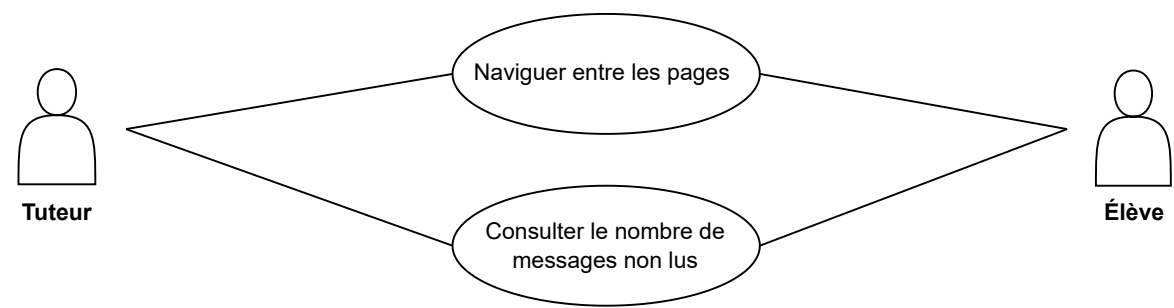 Naviguer entre les pages
Tuteur
Élève
Consulter le nombre de
messages non lus